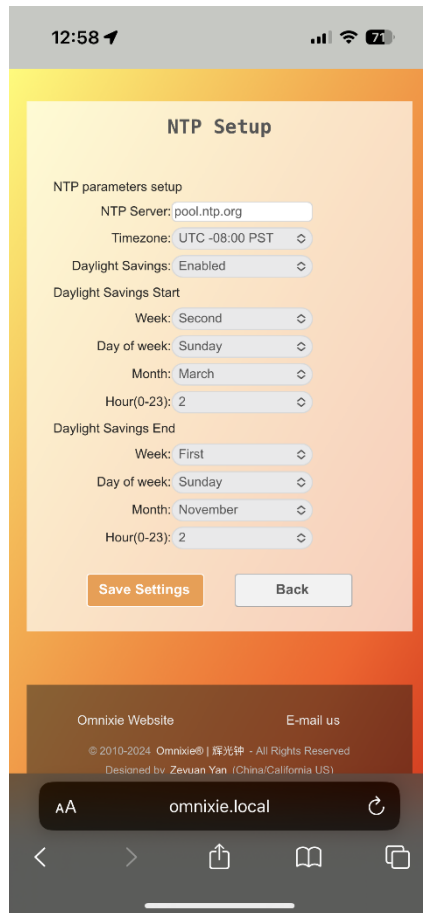 12:58
71
NTP Setup
NTP parameters setup
NTP Server: pool.ntp.org
Timezone: UTC -08:00 PST
Daylight Savings: Enabled
Daylight Savings Start
Week: Second
Day of week: Sunday
Month: March
Hour(0-23): 2
Daylight Savings End
Week: First
Day of week: Sunday
Month: November
Hour(0-23): 2
Save Settings Back
Omnixie Website E-mail us
© 2010-2024 Omnixie® | 辉光钟 - All Rights Reserved
Designed by Zeyuan Yan (China/California US)
AA omnixie.local